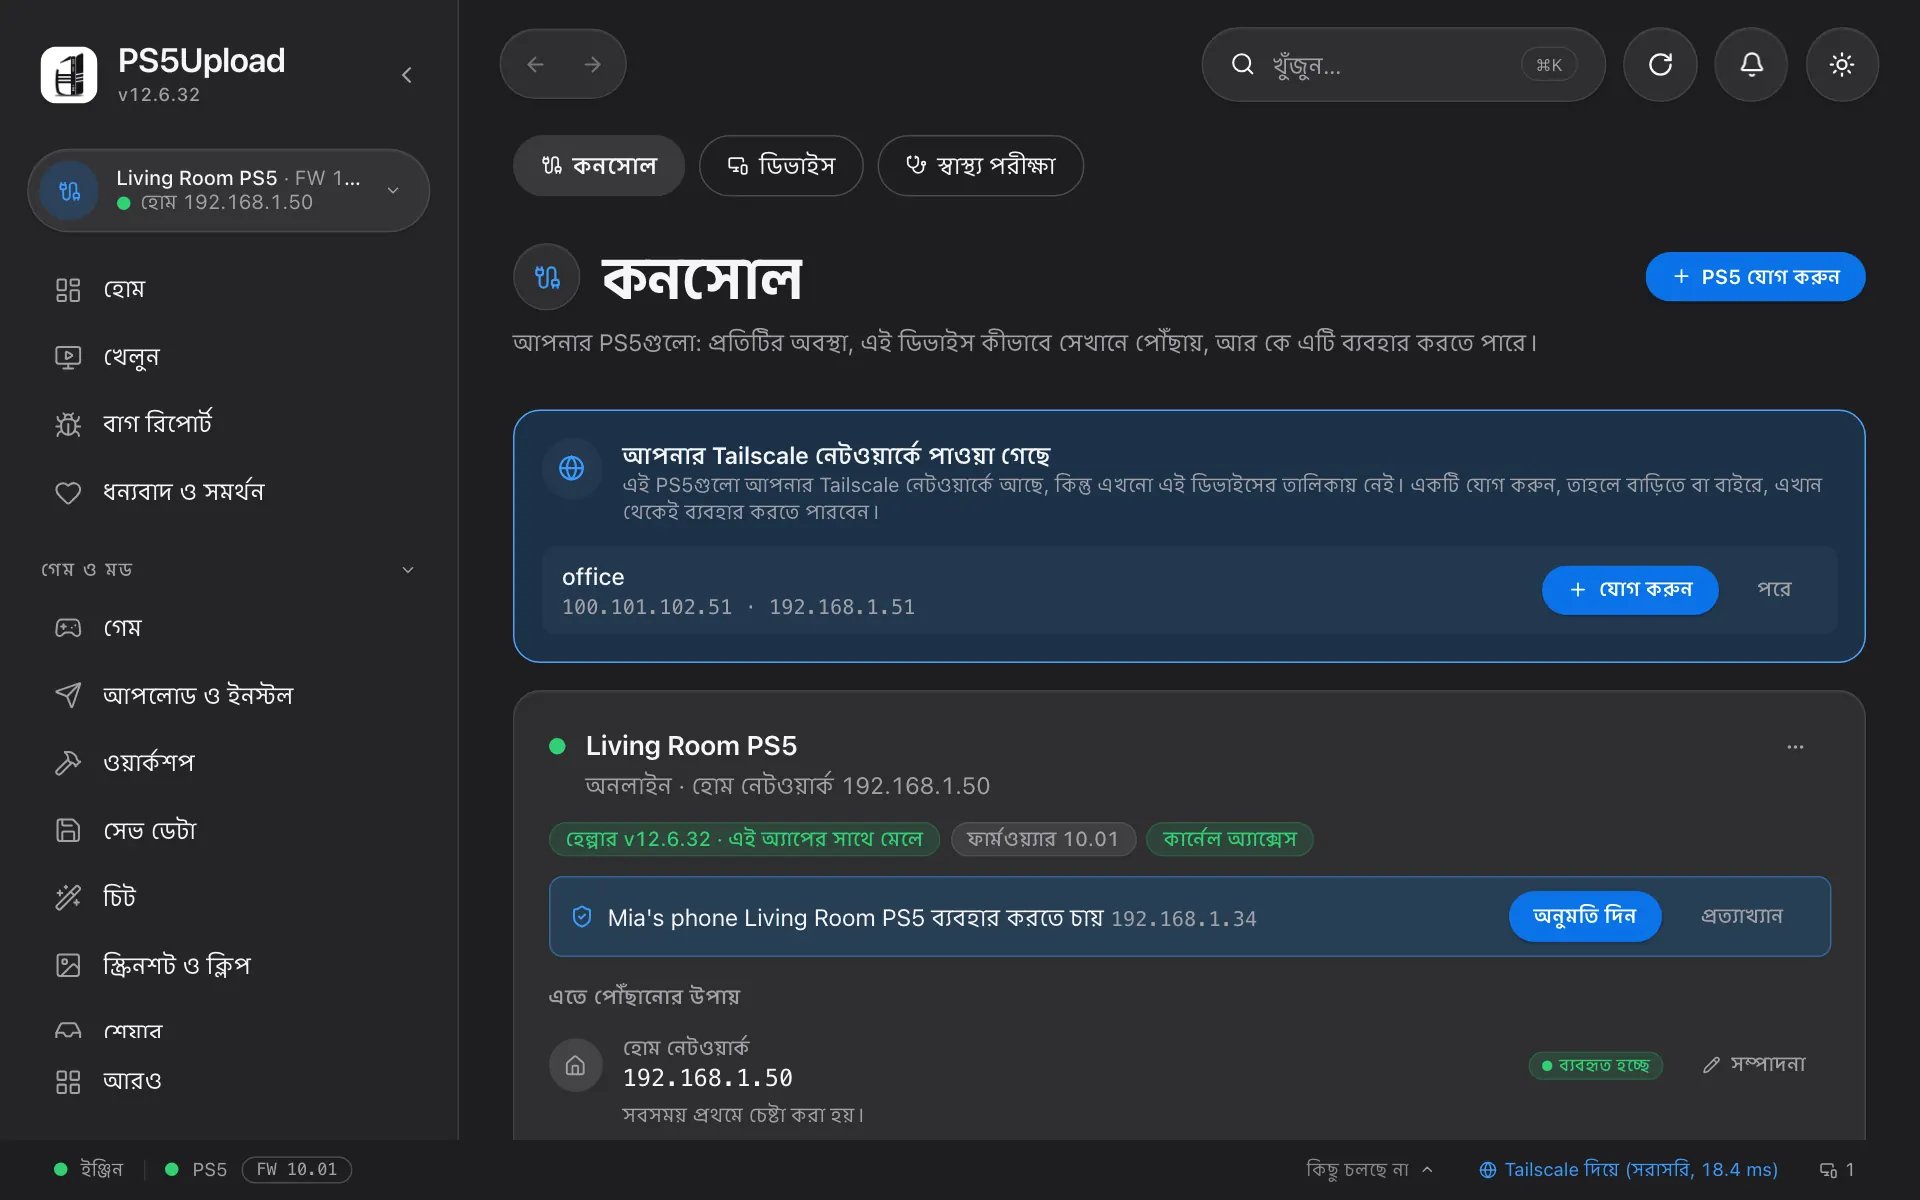 PS5Upload
v12.6.32
Living Room PS5 · FW 1...
হোম 192.168.1.50
হোম
খেলুন
বাগ রিপোর্ট
ধন্যবাদ ও সমর্থন
গেম ও মড
গেম
আপলোড ও ইনস্টল
ওয়ার্কশপ
সেভ ডেটা
চিট
স্ক্রিনশট ও ক্লিপ
শেয়ার
আরও
খুঁজুন...
⌘K
কনসোল
ডিভাইস
স্বাস্থ্য পরীক্ষা
কনসোল
+ PS5 যোগ করুন
আপনার PS5গুলো: প্রতিটির অবস্থা, এই ডিভাইস কীভাবে সেখানে পৌঁছায়, আর কে এটি ব্যবহার করতে পারে।
আপনার Tailscale নেটওয়ার্কে পাওয়া গেছে
এই PS5গুলো আপনার Tailscale নেটওয়ার্কে আছে, কিন্তু এখনো এই ডিভাইসের তালিকায় নেই। একটি যোগ করুন, তাহলে বাড়িতে বা বাইরে, এখান
থেকেই ব্যবহার করতে পারবেন।
office
100.101.102.51 · 192.168.1.51
+ যোগ করুন
পরে
Living Room PS5
অনলাইন · হোম নেটওয়ার্ক 192.168.1.50
হেল্পার v12.6.32 · এই অ্যাপের সাথে মেলে
ফার্মওয়্যার 10.01
কার্নেল অ্যাক্সেস
Mia's phone Living Room PS5 ব্যবহার করতে চায় 192.168.1.34
অনুমতি দিন
প্রত্যাখ্যান
এতে পৌঁছানোর উপায়
হোম নেটওয়ার্ক
192.168.1.50
সবসময় প্রথমে চেষ্টা করা হয়।
ব্যবহৃত হচ্ছে
সম্পাদনা
ইঞ্জিন
PS5
FW 10.01
কিছু চলছে না
Tailscale দিয়ে (সরাসরি, 18.4 ms)
1